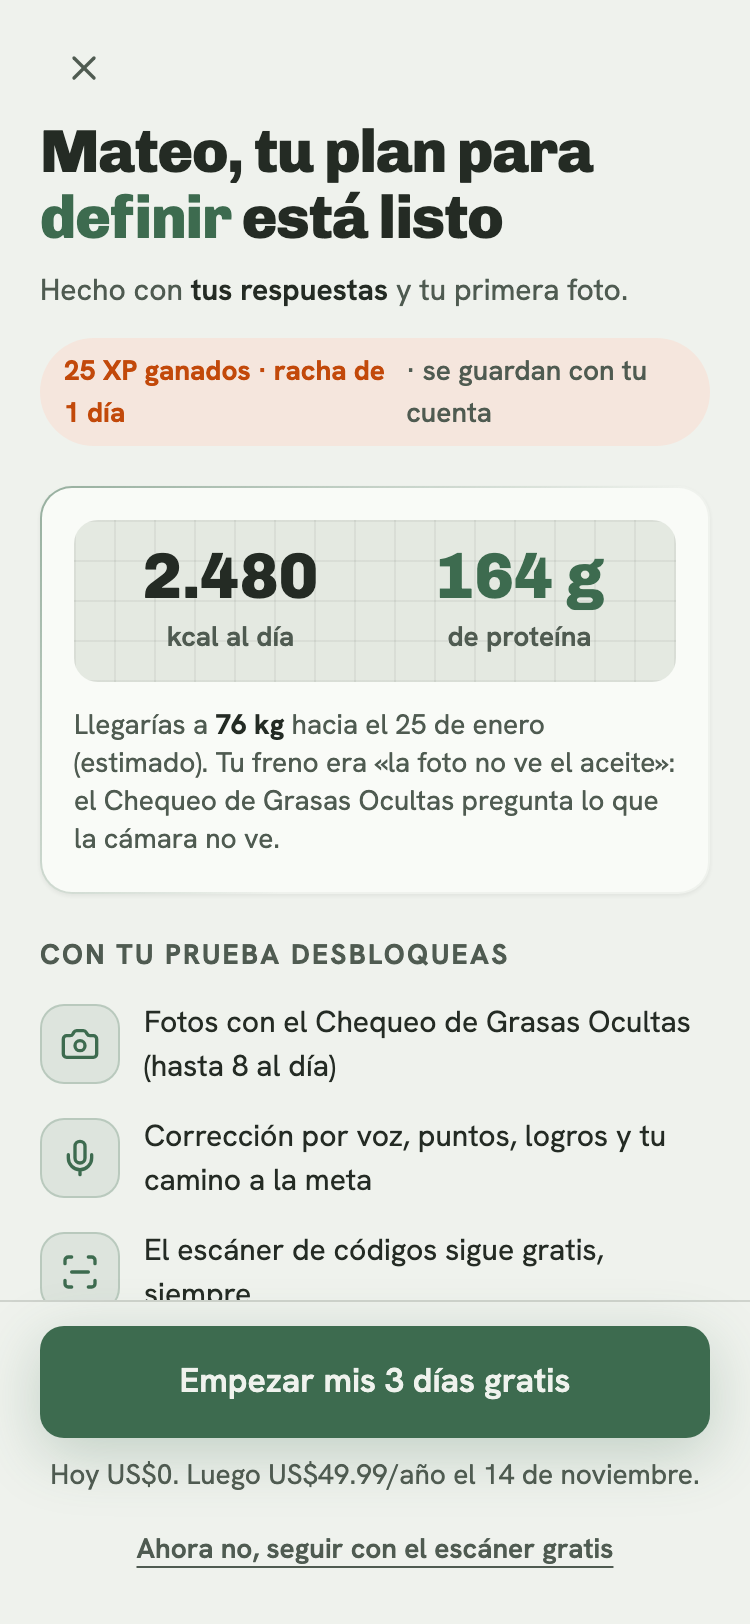 Mateo, tu plan para
definir está listo
Hecho con tus respuestas y tu primera foto.
25 XP ganados · racha de
1 día
· se guardan con tu
cuenta
2.480
kcal al día
164 g
de proteína
Llegarías a 76 kg hacia el 25 de enero
(estimado). Tu freno era «la foto no ve el aceite»:
el Chequeo de Grasas Ocultas pregunta lo que
la cámara no ve.
CON TU PRUEBA DESBLOQUEAS
Fotos con el Chequeo de Grasas Ocultas
(hasta 8 al día)
Corrección por voz, puntos, logros y tu
camino a la meta
El escáner de códigos sigue gratis,
siempre
Empezar mis 3 días gratis
Hoy US$0. Luego US$49.99/año el 14 de noviembre.
Ahora no, seguir con el escáner gratis